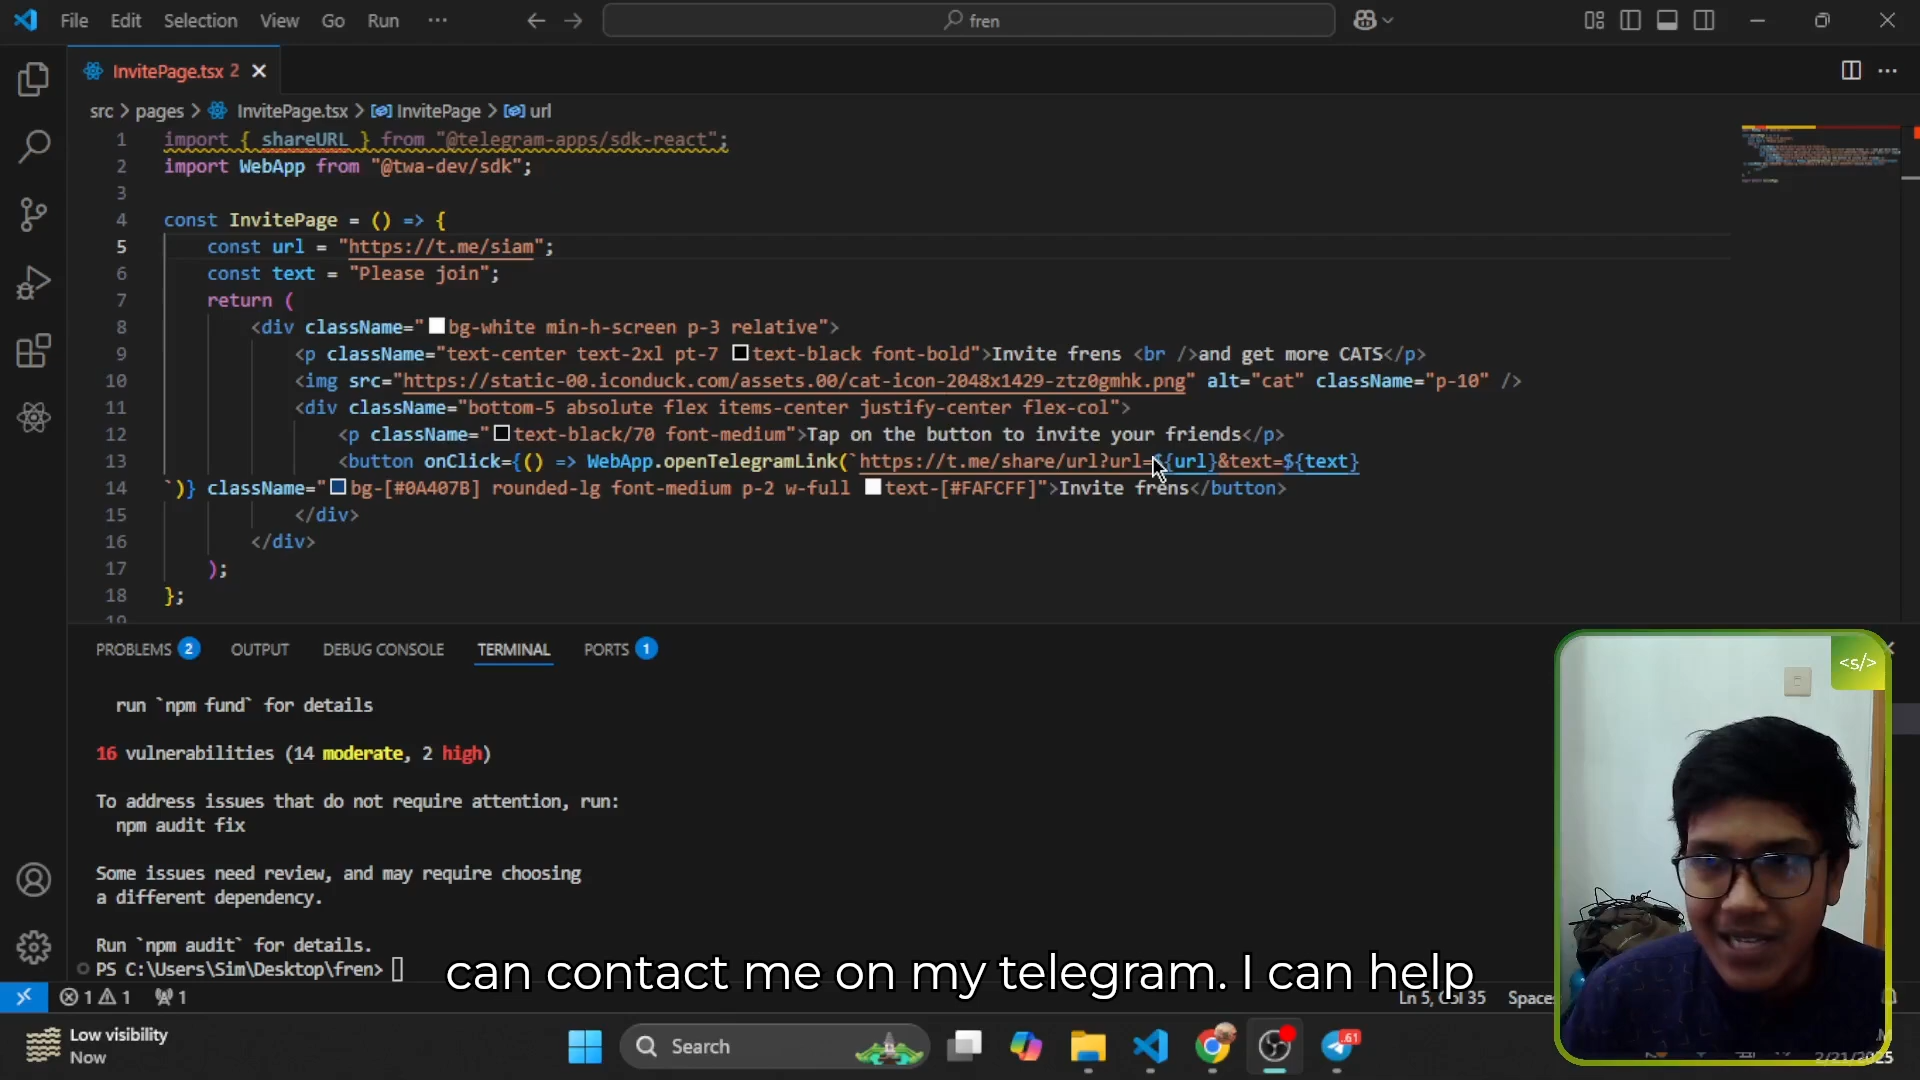 File Edit Selection View Go Run ··· fren
InvitePage.tsx 2
src > pages > InvitePage.tsx > InvitePage > url
1 import { shareURL } from "@telegram-apps/sdk-react";
2 import WebApp from "@twa-dev/sdk";
3
4 const InvitePage = () => {
5 const url = "https://t.me/siam";
6 const text = "Please join";
7 return (
8 <div className="bg-white min-h-screen p-3 relative">
9 <p className="text-center text-2xl pt-7 text-black font-bold">Invite frens <br />and get more CATS</p>
10 <img src="https://static-00.iconduck.com/assets.00/cat-icon-2048x1429-ztz0gmhk.png" alt="cat" className="p-10" />
11 <div className="bottom-5 absolute flex items-center justify-center flex-col">
12 <p className="text-black/70 font-medium">Tap on the button to invite your friends</p>
13 <button onClick={() => WebApp.openTelegramLink(`https://t.me/share/url?url=${url}&text=${text}
14 `)} className="bg-[#0A407B] rounded-lg font-medium p-2 w-full text-[#FAFCFF]">Invite frens</button>
15 </div>
16 </div>
17 );
18 };
19
PROBLEMS 2 OUTPUT DEBUG CONSOLE TERMINAL PORTS 1
<s/>
run `npm fund` for details
16 vulnerabilities (14 moderate, 2 high)
To address issues that do not require attention, run:
npm audit fix
Some issues need review, and may require choosing
a different dependency.
Run `npm audit` for details.
PS C:\Users\Sim\Desktop\fren>
can contact me on my telegram. I can help
1 1 1 Ln 5, Col 35 Spaces
Low visibility
Now
Search
61
2/21/2025